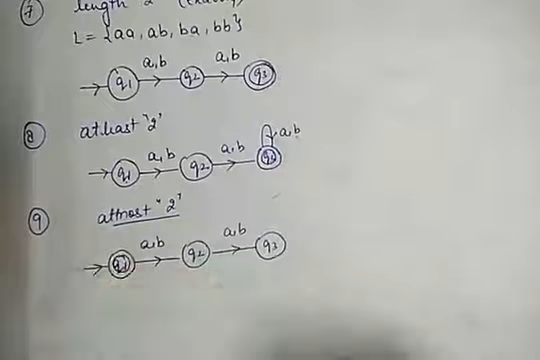 7 length 2
L = {aa, ab, ba, bb}
a,b a,b
q1 q2 q3
8 atleast "2"
a,b
a,b a,b
q1 q2 q3
9 atmost "2"
a,b a,b
q1 q2 q3